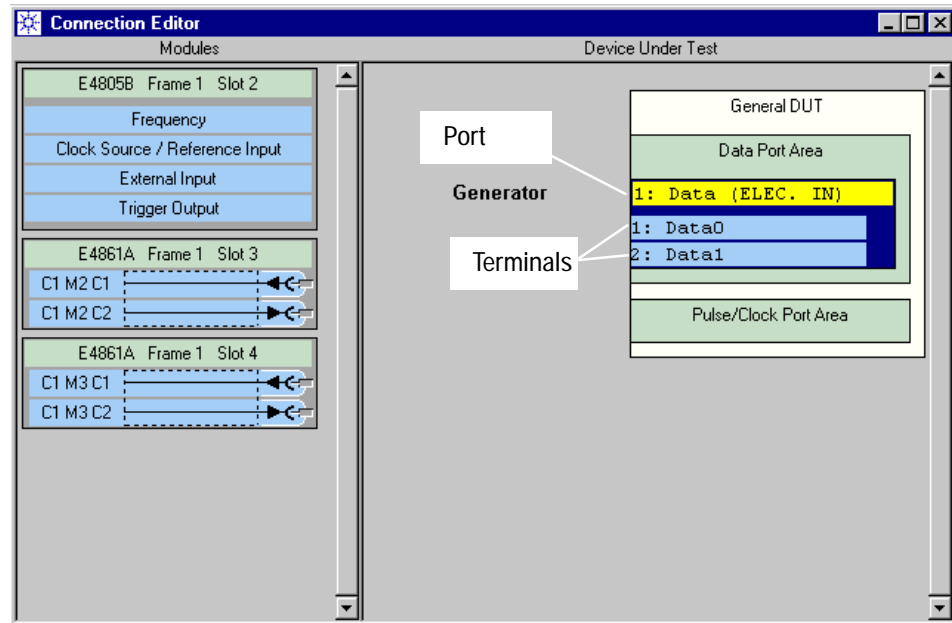 Connection Editor
Modules
Device Under Test
E4805B Frame 1 Slot 2
Frequency
Clock Source / Reference Input
External Input
Trigger Output
E4861A Frame 1 Slot 3
C1 M2 C1
C1 M2 C2
E4861A Frame 1 Slot 4
C1 M3 C1
C1 M3 C2
Port
Generator
Terminals
General DUT
Data Port Area
1: Data (ELEC. IN)
1: Data0
2: Data1
Pulse/Clock Port Area